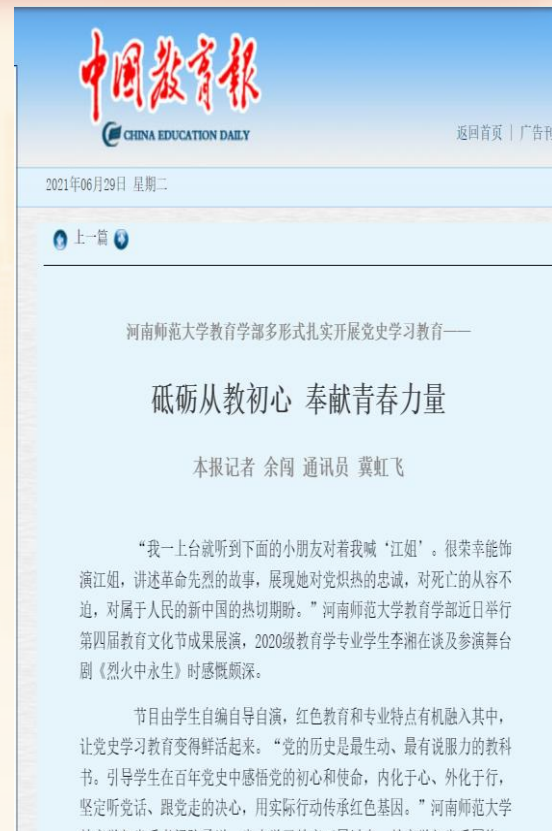 中国教育報
CHINA EDUCATION DAILY
返回首页 | 广告刊
2021年06月29日 星期二
上一篇
河南师范大学教育学部多形式扎实开展党史学习教育——
砥砺从教初心 奉献青春力量
本报记者 余闯 通讯员 冀虹飞
“我一上台就听到下面的小朋友对着我喊‘江姐’。很荣幸能饰
演江姐，讲述革命先烈的故事，展现她对党炽热的忠诚，对死亡的从容不
迫，对属于人民的新中国的热切期盼。”河南师范大学教育学部近日举行
第四届教育文化节成果展演，2020级教育学专业学生李湘在谈及参演舞台
剧《烈火中永生》时感慨颇深。
节目由学生自编自导自演，红色教育和专业特点有机融入其中，
让党史学习教育变得鲜活起来。“党的历史是最生动、最有说服力的教科
书。引导学生在百年党史中感悟党的初心和使命，内化于心、外化于行，
坚定听党话、跟党走的决心，用实际行动传承红色基因。”河南师范大学